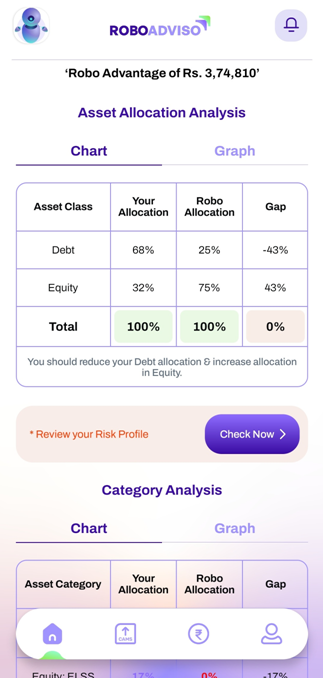 ROBOADVISO
‘Robo Advantage of Rs. 3,74,810’
Asset Allocation Analysis
Chart Graph
Asset Class Your Allocation Robo Allocation Gap
Debt 68% 25% -43%
Equity 32% 75% 43%
Total 100% 100% 0%
You should reduce your Debt allocation & increase allocation
in Equity.
* Review your Risk Profile Check Now
Category Analysis
Chart Graph
Asset Category Your Allocation Robo Allocation Gap
CAMS
Equity: ELSS 17% 0% -17%